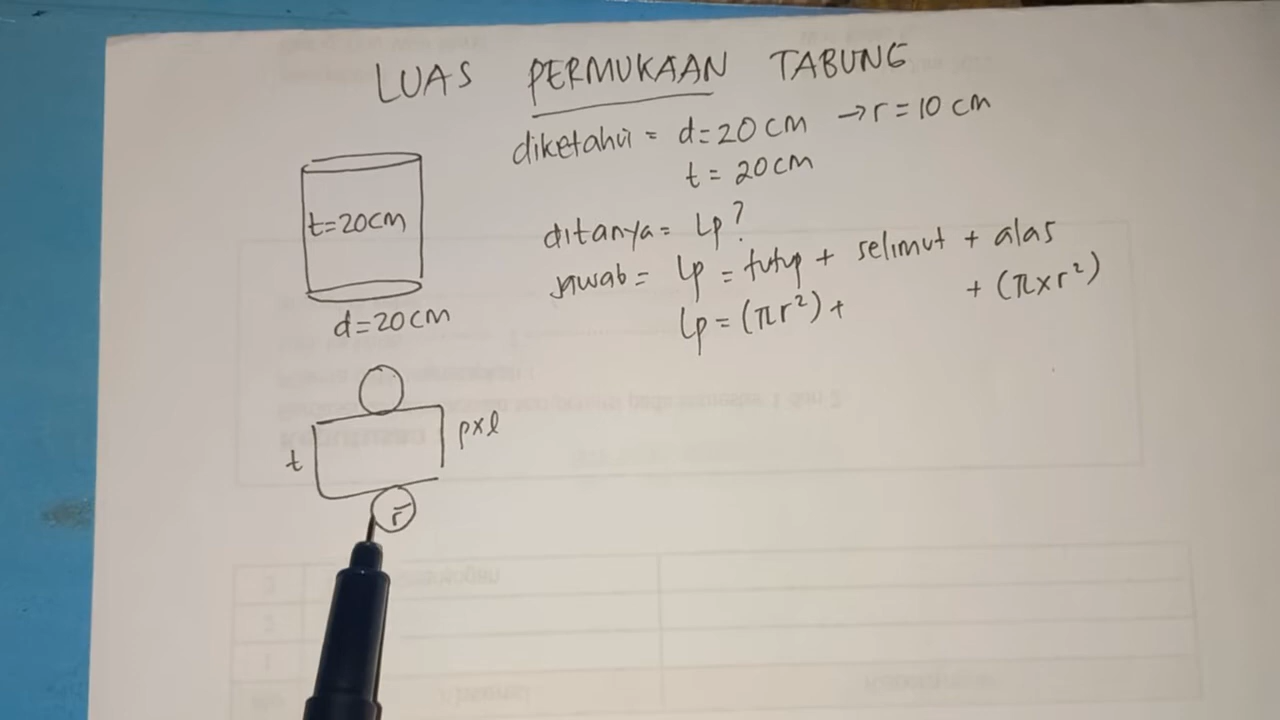 LUAS PERMUKAAN TABUNG
diketahui = d=20 cm → r = 10 cm
t = 20 cm
t=20cm
d=20cm
ditanya = Lp?
jawab = Lp = tutup + selimut + alas
Lp = (πr²) + + (π×r²)
t
p×l
r